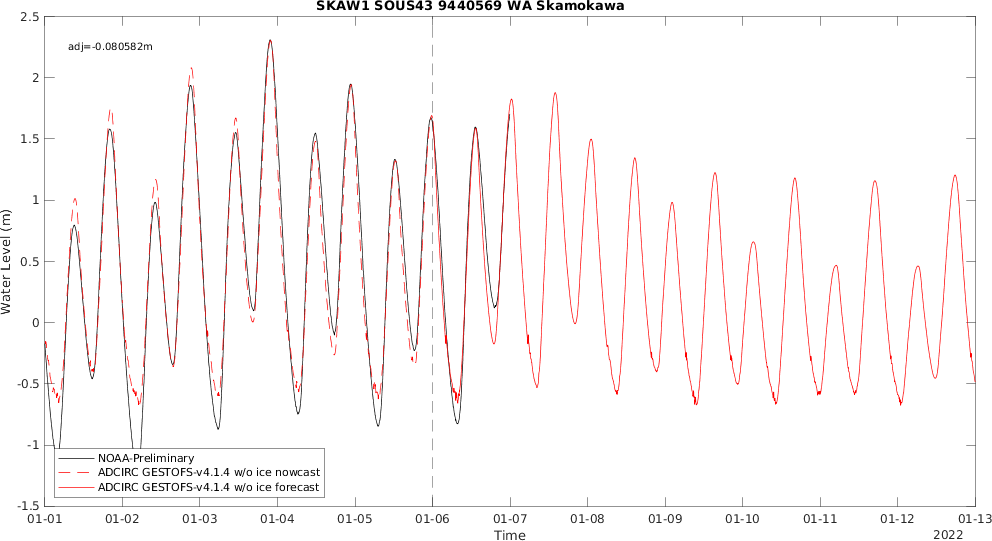 SKAW1 SOUS43 9440569 WA Skamokawa
adj=-0.080582m
2.5
2
1.5
1
0.5
0
-0.5
-1
-1.5
Water Level (m)
NOAA-Preliminary
ADCIRC GESTOFS-v4.1.4 w/o ice nowcast
ADCIRC GESTOFS-v4.1.4 w/o ice forecast
01-01 01-02 01-03 01-04 01-05 01-06 01-07 01-08 01-09 01-10 01-11 01-12 01-13
Time
2022